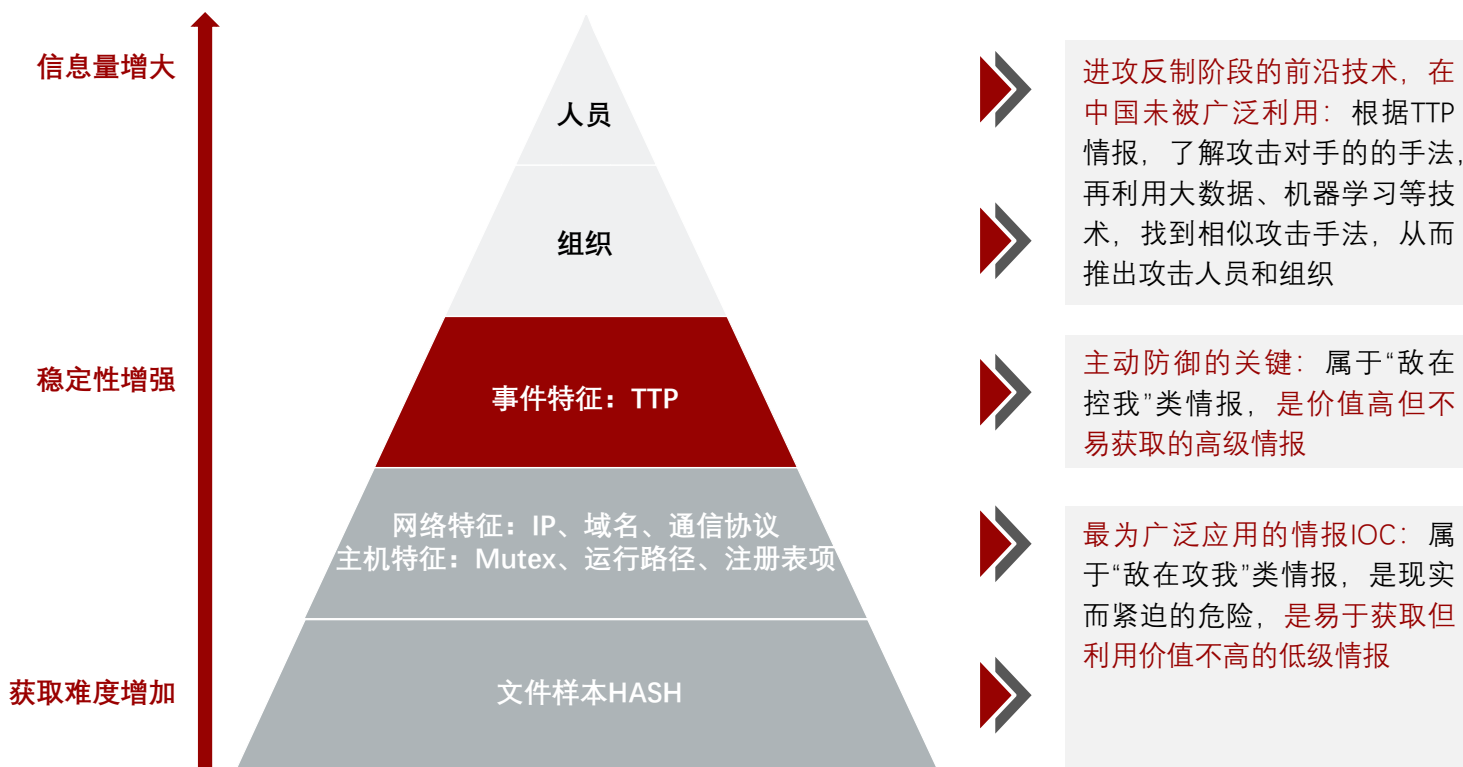 信息量增大
稳定性增强
获取难度增加
人员
组织
事件特征：TTP
网络特征：IP、域名、通信协议
主机特征：Mutex、运行路径、注册表项
文件样本HASH
进攻反制阶段的前沿技术，在
中国未被广泛利用：根据TTP
情报，了解攻击对手的的手法，
再利用大数据、机器学习等技
术，找到相似攻击手法，从而
推出攻击人员和组织
主动防御的关键：属于“敌在
控我”类情报，是价值高但不
易获取的高级情报
最为广泛应用的情报IOC：属
于“敌在攻我”类情报，是现实
而紧迫的危险，是易于获取但
利用价值不高的低级情报